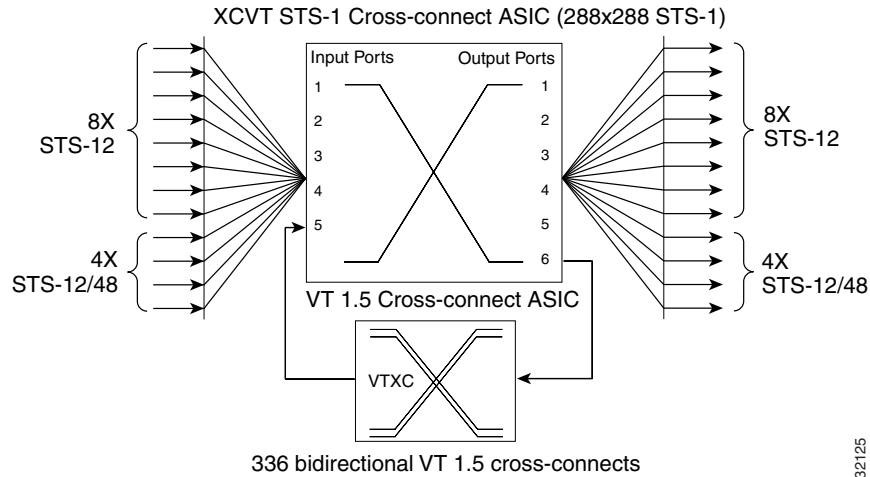 XCVT STS-1 Cross-connect ASIC (288x288 STS-1)
Input Ports
Output Ports
1
2
3
4
5
1
2
3
4
5
6
8X
STS-12
4X
STS-12/48
8X
STS-12
4X
STS-12/48
VT 1.5 Cross-connect ASIC
VTXC
336 bidirectional VT 1.5 cross-connects
32125